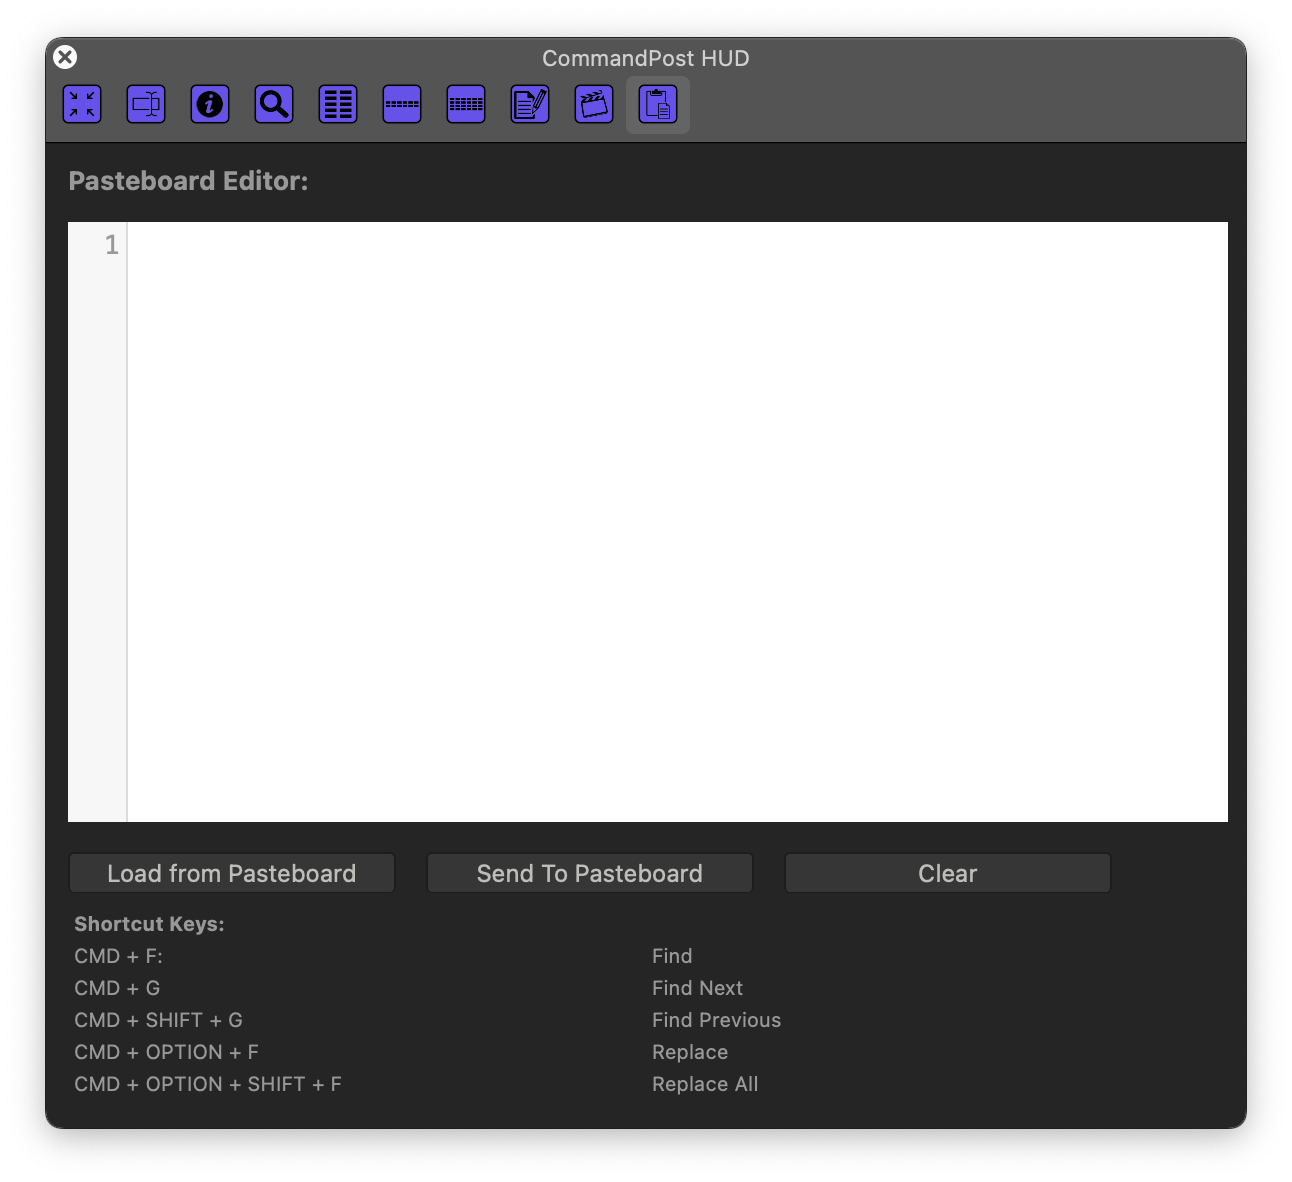 CommandPost HUD
Pasteboard Editor:
1
Load from Pasteboard Send To Pasteboard Clear
Shortcut Keys:
CMD + F: Find
CMD + G Find Next
CMD + SHIFT + G Find Previous
CMD + OPTION + F Replace
CMD + OPTION + SHIFT + F Replace All